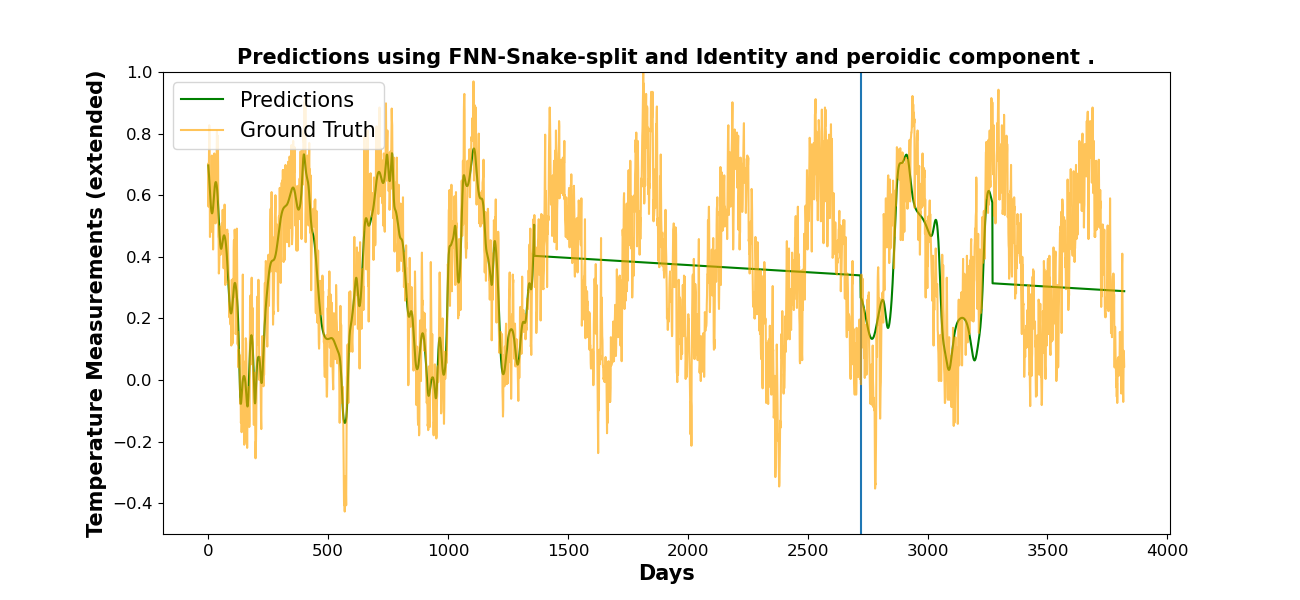 Predictions using FNN-Snake-split and Identity and peroidic component .
Temperature Measurements (extended)
1.0
0.8
0.6
0.4
0.2
0.0
−0.2
−0.4
Predictions
Ground Truth
0 500 1000 1500 2000 2500 3000 3500 4000
Days